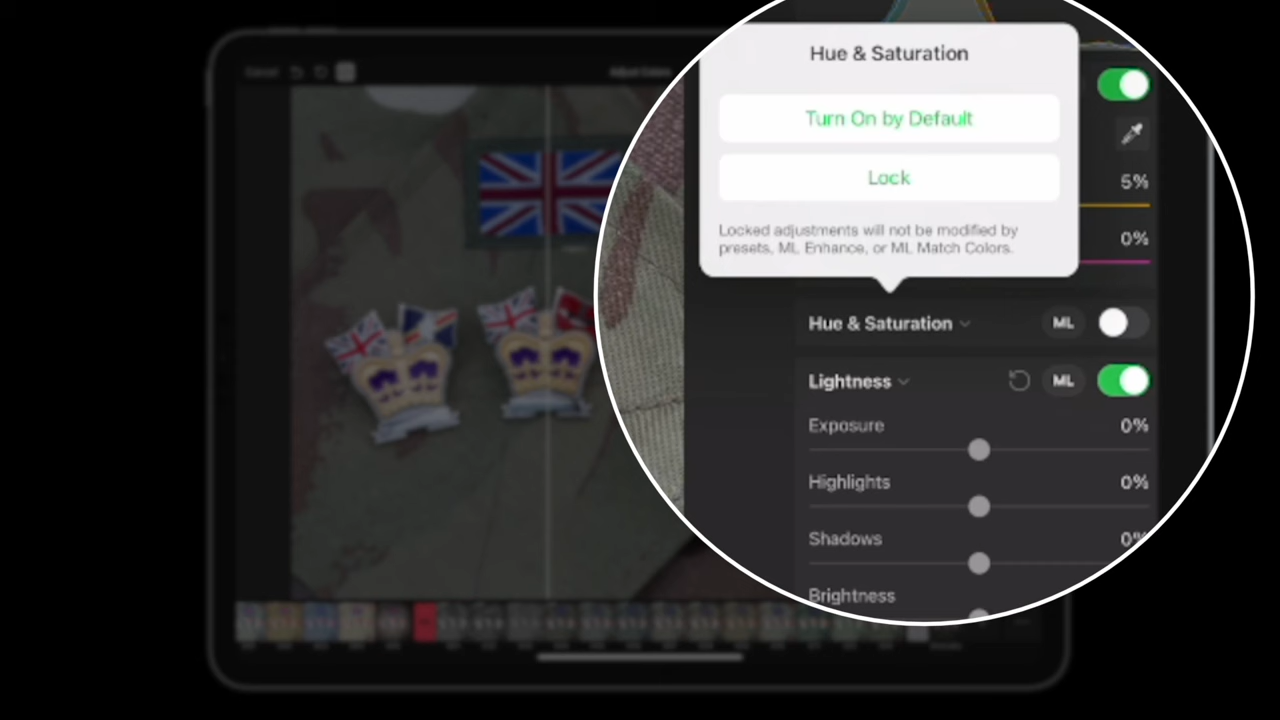 Cancel
Hue & Saturation
Turn On by Default
Lock
Locked adjustments will not be modified by
presets, ML Enhance, or ML Match Colors.
5%
0%
Hue & Saturation ML
Lightness ML
Exposure 0%
Highlights 0%
Shadows 0%
Brightness